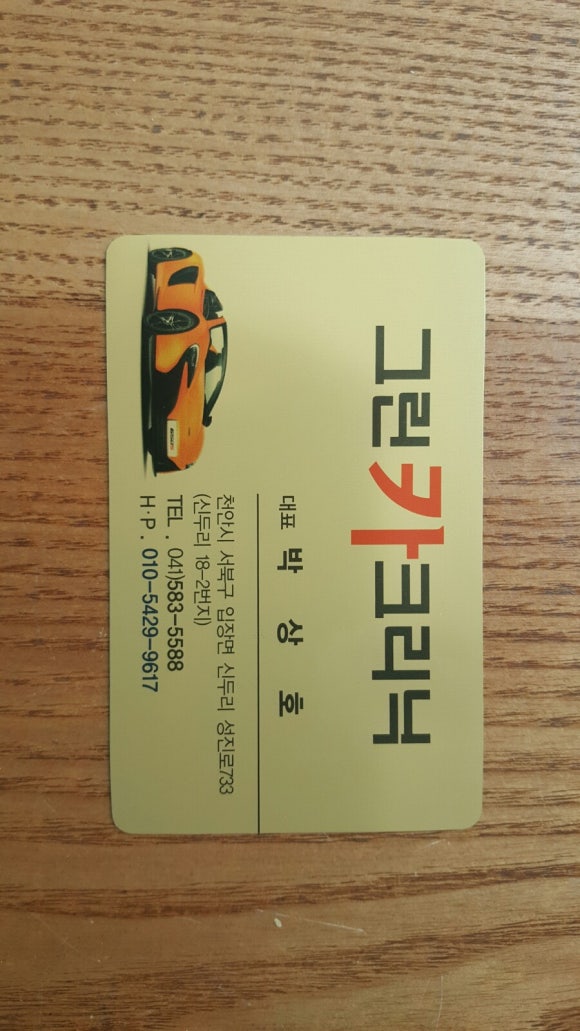 그린카크리닉
대표 박상호
천안시 서북구 입장면 신두리 성진로733
(신두리 18-2번지)
TEL . 041)583-5588
H·P . 010-5429-9617